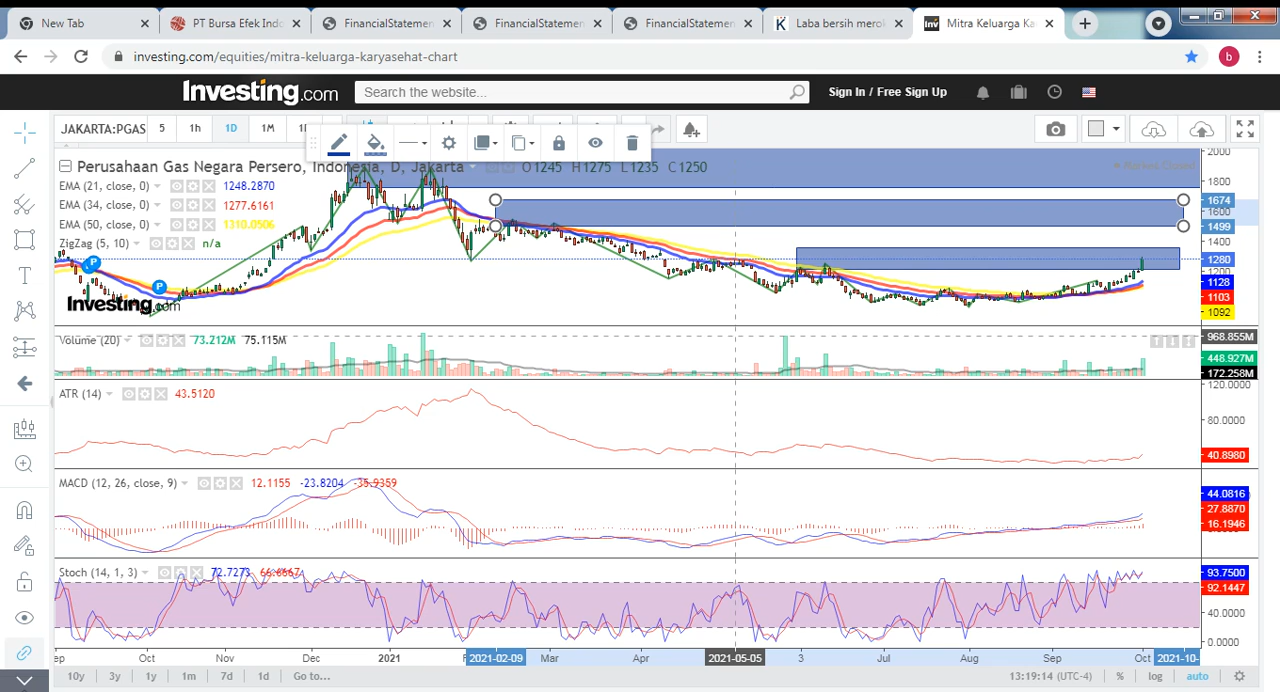 New Tab
PT Bursa Efek Indo
FinancialStatemen
FinancialStatemen
FinancialStatemen
Laba bersih merok
Mitra Keluarga Ka
investing.com/equities/mitra-keluarga-karyasehat-chart
b
Investing.com
Search the website...
Sign In / Free Sign Up
JAKARTA:PGAS
5
1h
1D
1M
Perusahaan Gas Negara Persero, Indonesia, D, Jakarta
O1245 H1275 L1235 C1250
EMA (21, close, 0) 1248.2870
EMA (34, close, 0) 1277.6161
EMA (50, close, 0) 1310.0506
ZigZag (5, 10) n/a
Investing.com
2000
1800
1674
1600
1499
1400
1280
1200
1128
1103
1092
Volume (20) 73.212M 75.115M
968.855M
448.927M
172.258M
ATR (14) 43.5120
120.0000
80.0000
40.8980
MACD (12, 26, close, 9) 12.1155 -23.8204 -35.9359
44.0816
27.8870
16.1946
Stoch (14, 1, 3) 72.7273 66.6667
93.7500
92.1447
40.0000
0.0000
Oct Nov Dec 2021 2021-02-09 Mar Apr 2021-05-05 3 Jul Aug Sep Oct 2021-10-
10y 3y 1y 1m 7d 1d Go to...
13:19:14 (UTC-4) % log auto